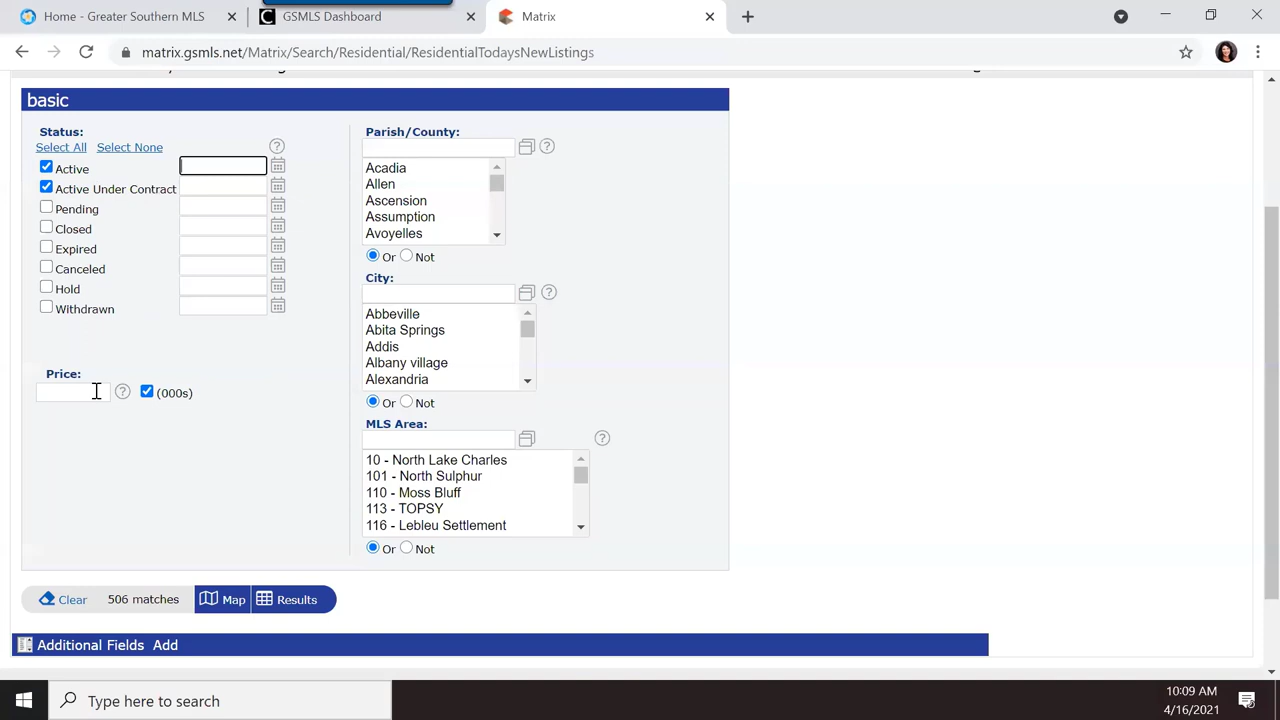 Home - Greater Southern MLS
GSMLS Dashboard
Matrix
matrix.gsmls.net/Matrix/Search/Residential/ResidentialTodaysNewListings
basic
Status:
Select All Select None
Active
Active Under Contract
Pending
Closed
Expired
Canceled
Hold
Withdrawn
Price:
(000s)
Parish/County:
Acadia
Allen
Ascension
Assumption
Avoyelles
Or Not
City:
Abbeville
Abita Springs
Addis
Albany village
Alexandria
Or Not
MLS Area:
10 - North Lake Charles
101 - North Sulphur
110 - Moss Bluff
113 - TOPSY
116 - Lebleu Settlement
Or Not
Clear 506 matches Map Results
Additional Fields Add
Type here to search
10:09 AM
4/16/2021